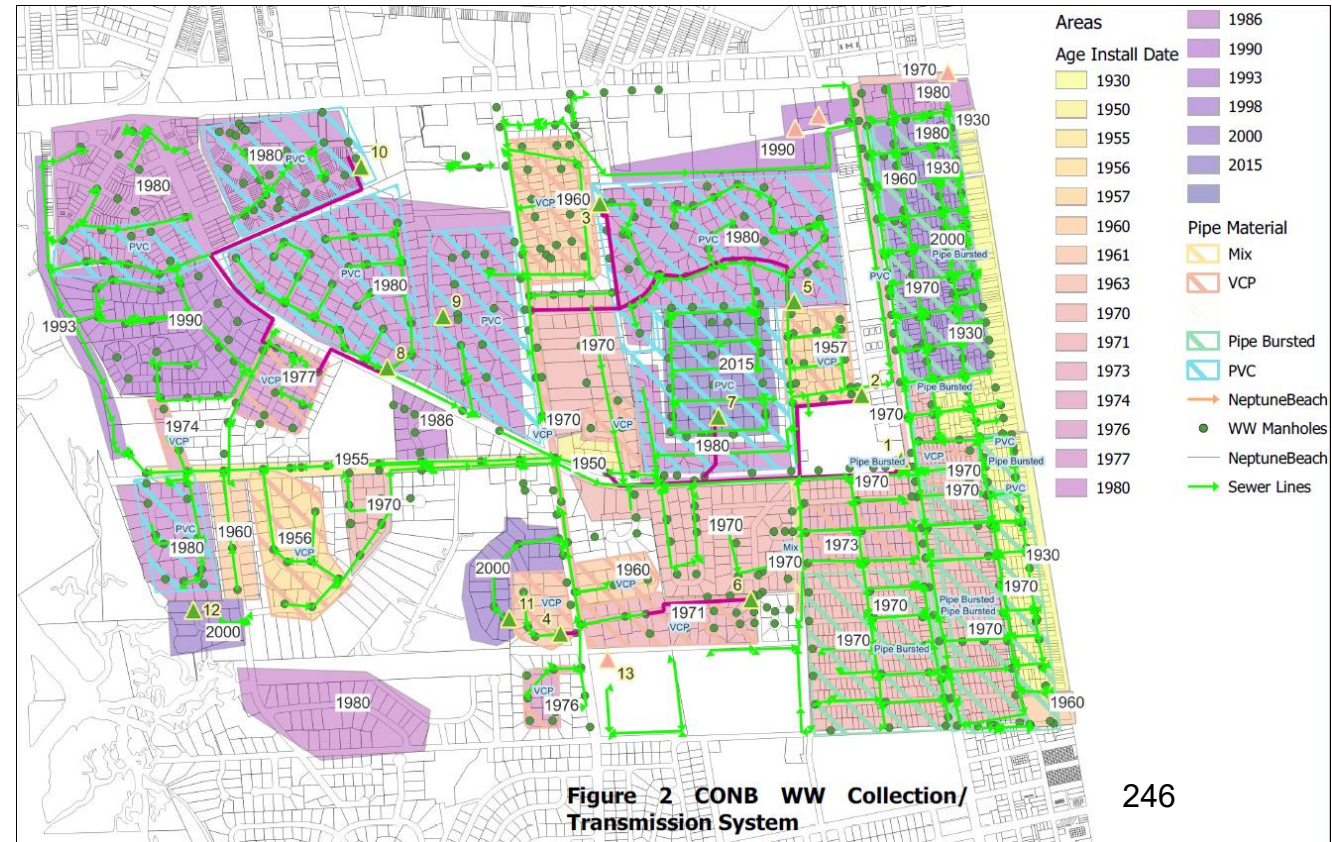 Areas
Age Install Date
1930
1950
1955
1956
1957
1960
1961
1963
1970
1971
1973
1974
1976
1977
1980
1986
1990
1993
1998
2000
2015
Pipe Material
Mix
VCP
Pipe Bursted
PVC
NeptuneBeach
WW Manholes
NeptuneBeach
Sewer Lines
1970
1980
1930
1980
1990
1980
PVC
10
1980
1960
1930
VCP
1960
3
PVC
1980
2000
Pipe Bursted
PVC
PVC
1980
PVC
1970
5
9
PVC
1990
1993
1970
1957
VCP
1930
2015
PVC
8
VCP
1977
2
Pipe Bursted
1970
7
1974
VCP
1986
1970
VCP
1980
1
PVC
VCP
Pipe Bursted
Pipe Bursted
1955
1950
1970
1970
1970
PVC
PVC
1960
1956
VCP
1970
1970
Mix
1973
1980
1970
1930
2000
1960
VCP
1970
6
Pipe Bursted
Pipe Bursted
1970
12
11
VCP
4
1971
VCP
1970
1970
2000
Pipe Bursted
13
VCP
1976
1980
1960
Figure 2 CONB WW Collection/
Transmission System
246